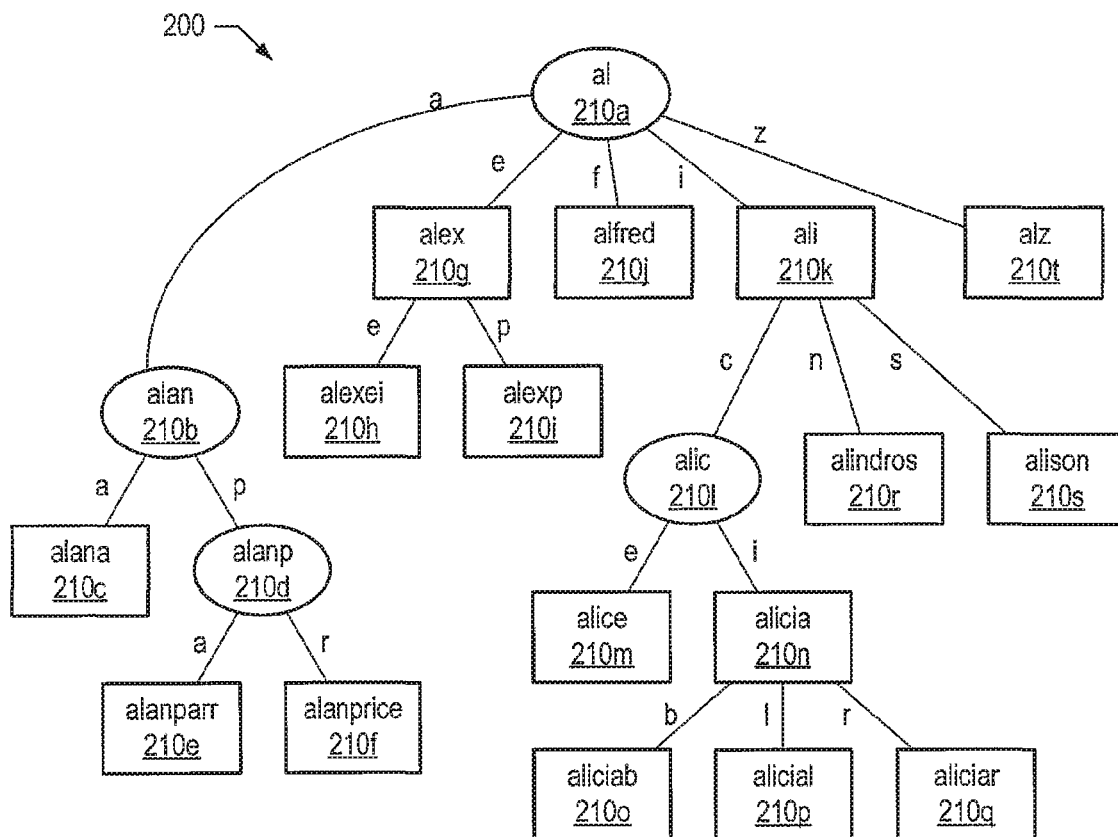 200
al
210a
a
e
f
i
z
alex
210g
alfred
210j
ali
210k
alz
210t
e
p
c
n
s
alan
210b
alexei
210h
alexp
210i
alic
210l
alindros
210r
alison
210s
a
p
e
i
alana
210c
alanp
210d
alice
210m
alicia
210n
a
r
b
l
r
alanparr
210e
alanprice
210f
aliciab
210o
alicial
210p
aliciar
210q